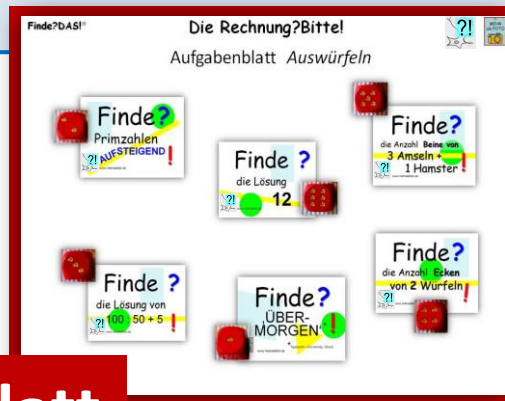 Finde?DAS!®
Die Rechnung?Bitte!
?!
Aufgabenblatt Auswürfeln
Finde?
Primzahlen
AUFSTEIGEND!
?!
Finde ?
die Lösung
12
?!
Finde?
die Anzahl Beine von
3 Amseln +
1 Hamster !
?!
Finde ?
die Lösung von
100 : 50 + 5 !
?!
Finde?
„ÜBER-
MORGEN“ !
Finde?
die Anzahl Ecken
von 2 Würfeln !
?!